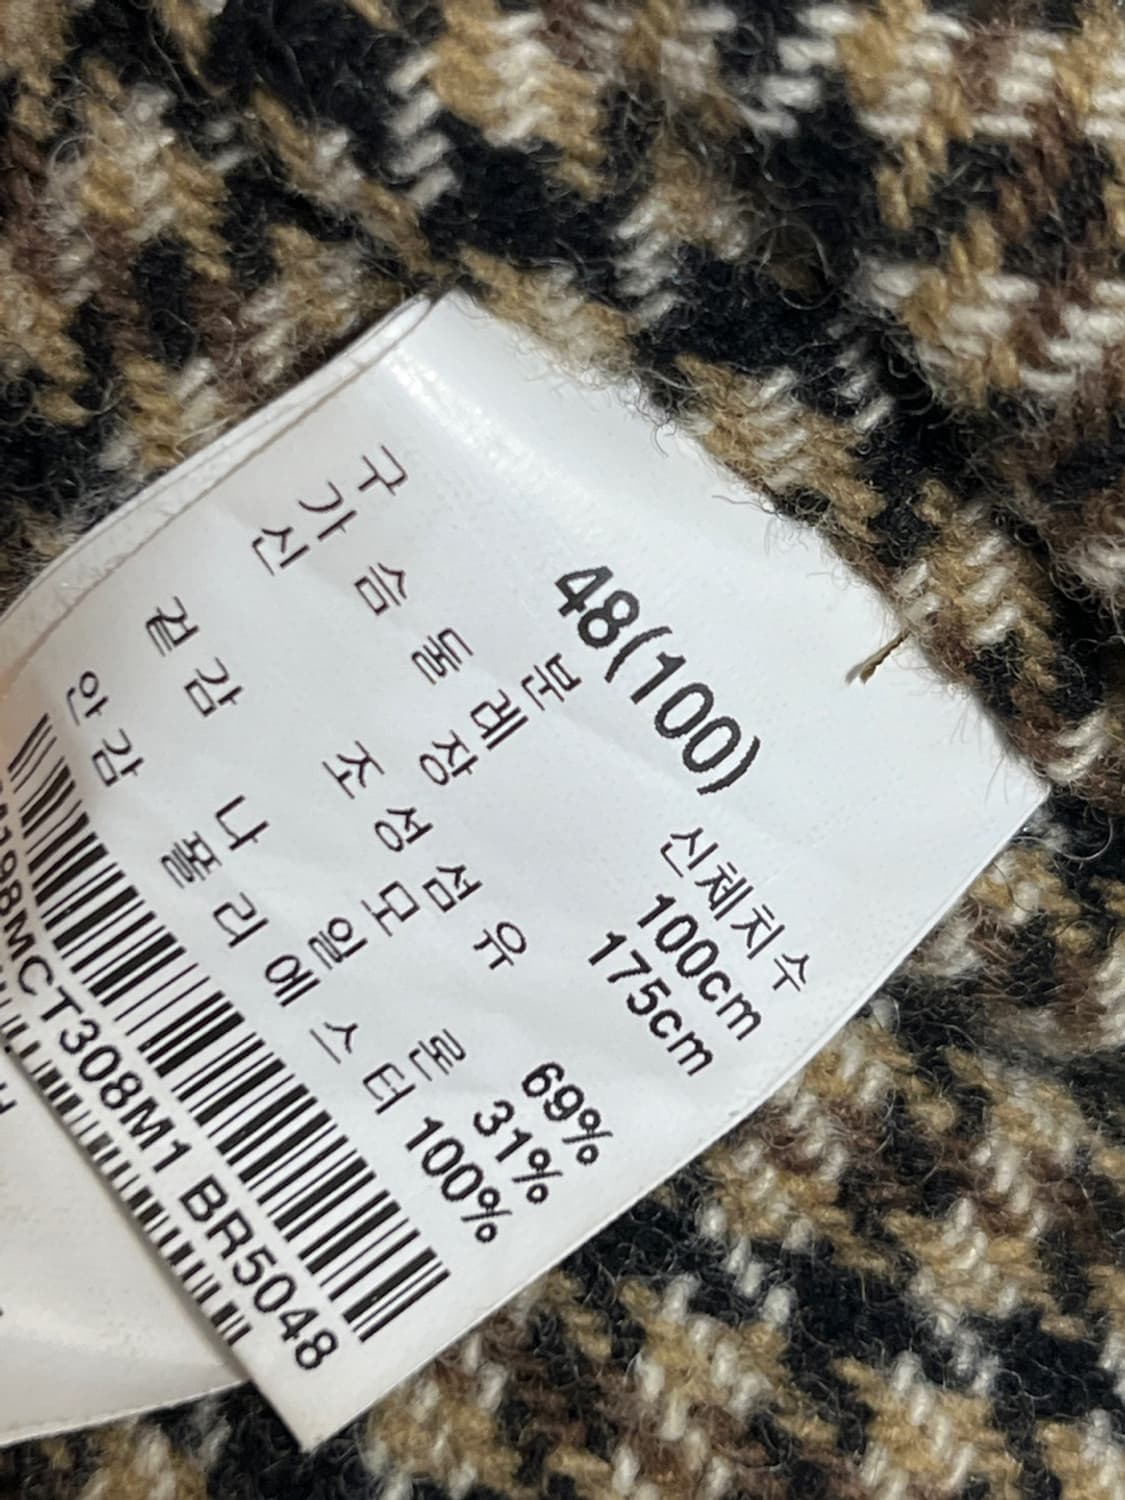 48(100)
구 분 신체치수
가슴둘레 100cm
신 장 175cm
조성섬유
겉감 모 69%
나일론 31%
안감 폴리에스터 100%
198MCT308M1 BR5048